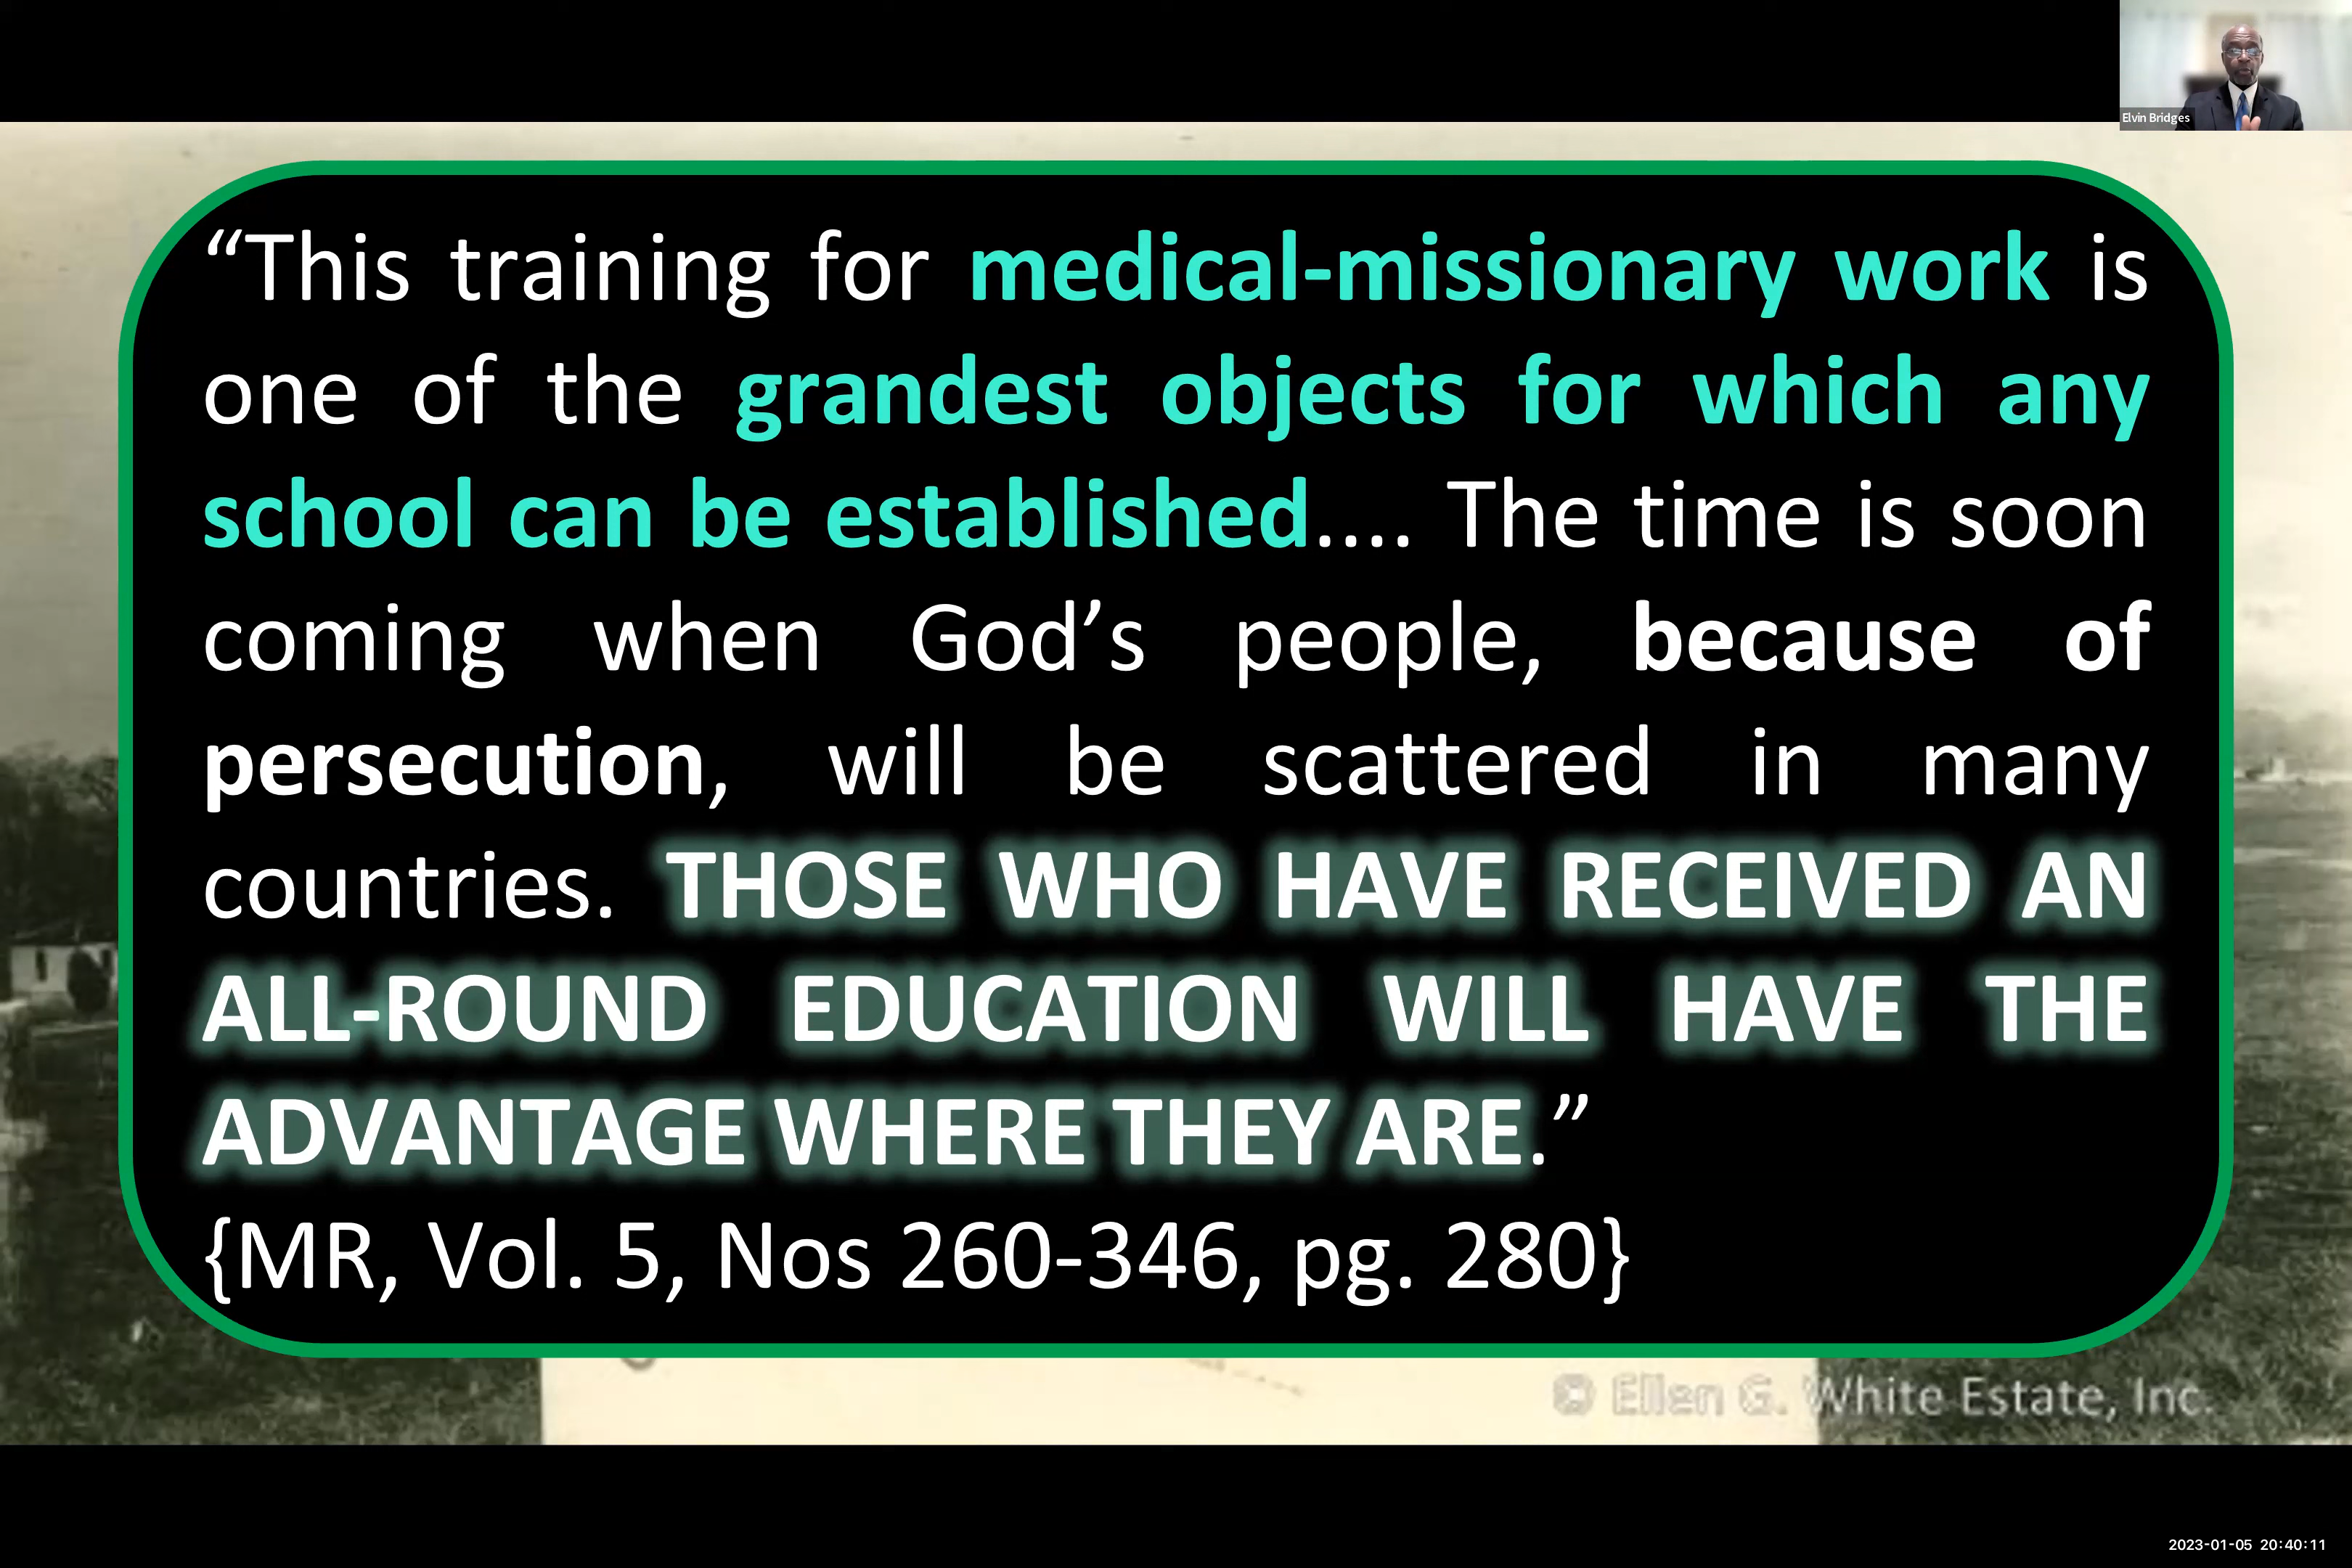 Elvin Bridges
“This training for medical-missionary work is
one of the grandest objects for which any
school can be established.... The time is soon
coming when God’s people, because of
persecution, will be scattered in many
countries. THOSE WHO HAVE RECEIVED AN
ALL-ROUND EDUCATION WILL HAVE THE
ADVANTAGE WHERE THEY ARE.”
{MR, Vol. 5, Nos 260-346, pg. 280}
© Ellen G. White Estate, Inc.
2023-01-05 20:40:11